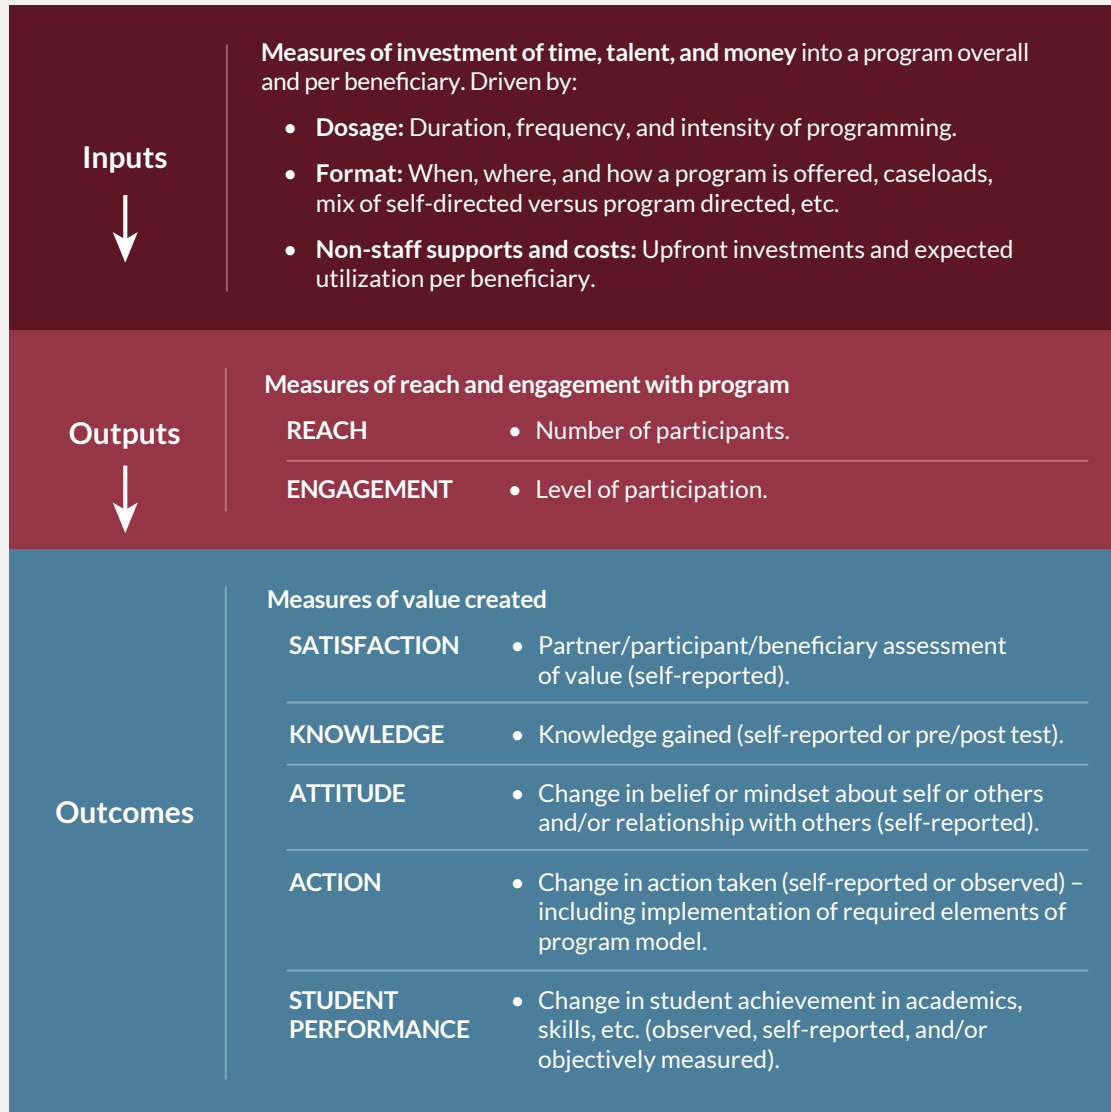 Inputs
Measures of investment of time, talent, and money into a program overall
and per beneficiary. Driven by:
• Dosage: Duration, frequency, and intensity of programming.
• Format: When, where, and how a program is offered, caseloads,
mix of self-directed versus program directed, etc.
• Non-staff supports and costs: Upfront investments and expected
utilization per beneficiary.
Outputs
Measures of reach and engagement with program
REACH • Number of participants.
ENGAGEMENT • Level of participation.
Outcomes
Measures of value created
SATISFACTION • Partner/participant/beneficiary assessment
of value (self-reported).
KNOWLEDGE • Knowledge gained (self-reported or pre/post test).
ATTITUDE • Change in belief or mindset about self or others
and/or relationship with others (self-reported).
ACTION • Change in action taken (self-reported or observed) –
including implementation of required elements of
program model.
STUDENT • Change in student achievement in academics,
PERFORMANCE skills, etc. (observed, self-reported, and/or
objectively measured).